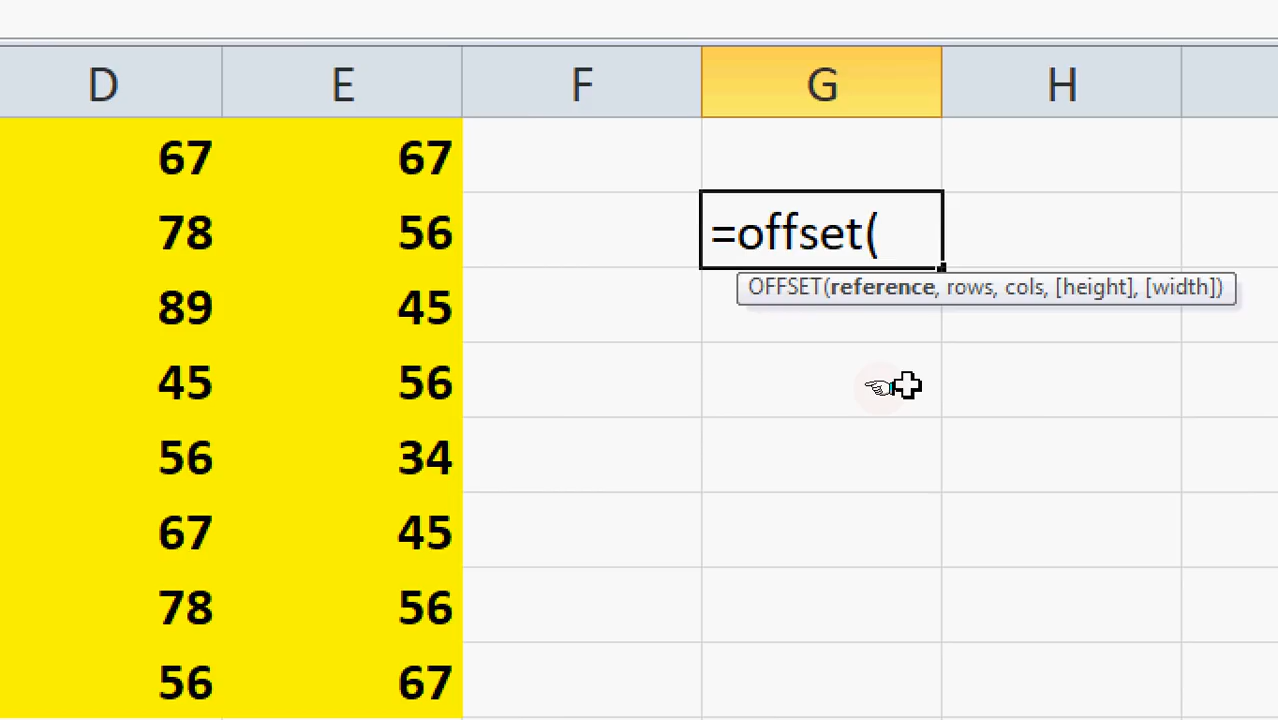 D E F G H
67 67
78 56 =offset(
OFFSET(reference, rows, cols, [height], [width])
89 45
45 56
56 34
67 45
78 56
56 67